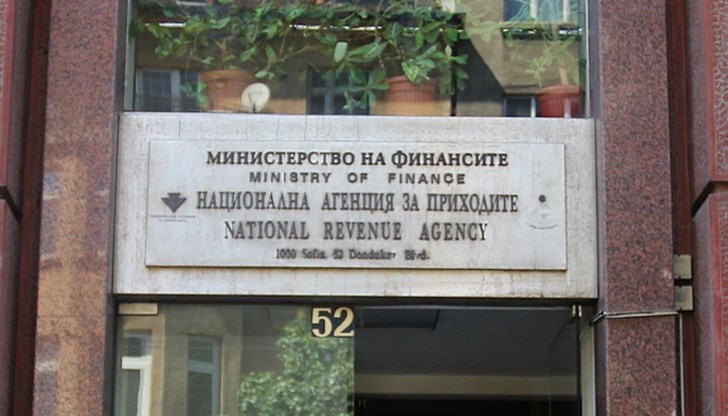 МИНИСТЕРСТВО НА ФИНАНСИТЕ
MINISTRY OF FINANCE
НАЦИОНАЛНА АГЕНЦИЯ ЗА ПРИХОДИТЕ
NATIONAL REVENUE AGENCY
1000 Sofia, 52 Dondukov Blvd.
52